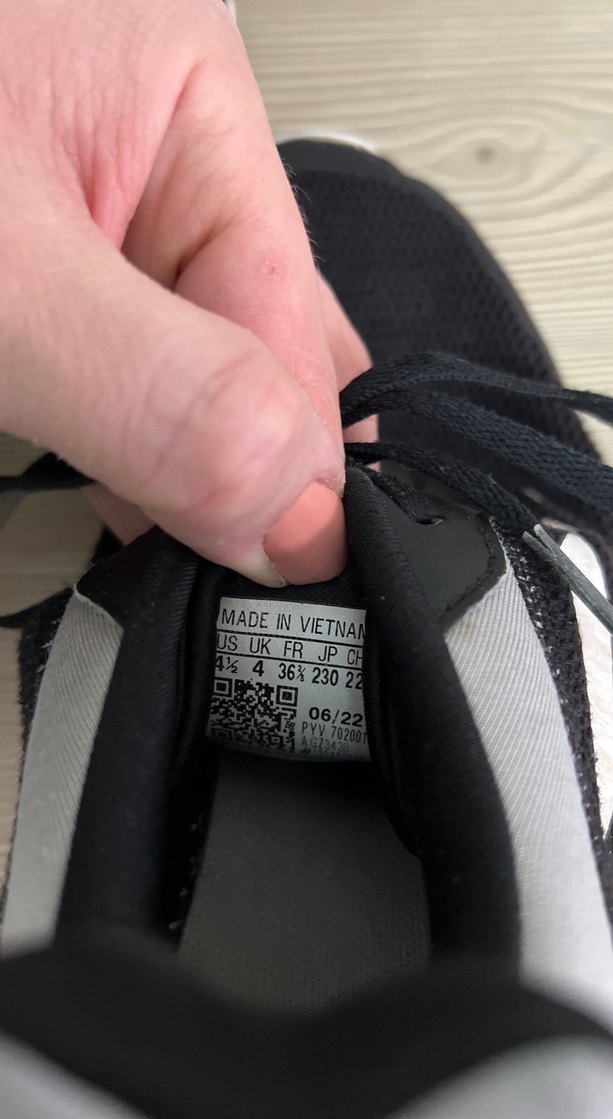 MADE IN VIETNAM
US UK FR JP CH
4½ 4 36⅔ 230 22
06/22
PYV 702001
A:GZ3430